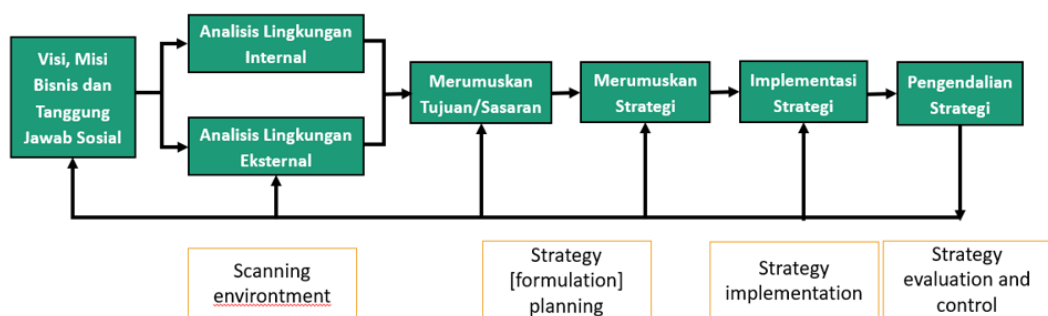 Visi, Misi
Bisnis dan
Tanggung
Jawab Sosial
Analisis Lingkungan
Internal
Analisis Lingkungan
Eksternal
Merumuskan
Tujuan/Sasaran
Merumuskan
Strategi
Implementasi
Strategi
Pengendalian
Strategi
Scanning
environtment
Strategy
[formulation]
planning
Strategy
implementation
Strategy
evaluation and
control